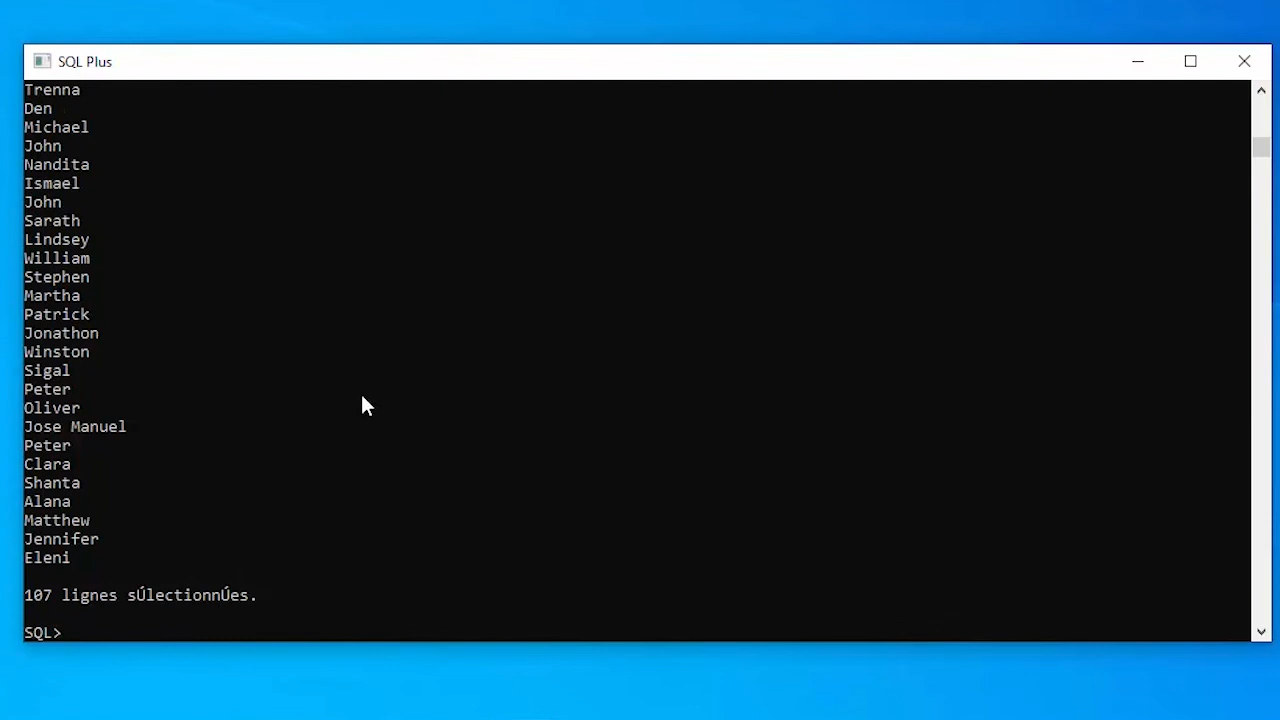 SQL Plus
Trenna
Den
Michael
John
Nandita
Ismael
John
Sarath
Lindsey
William
Stephen
Martha
Patrick
Jonathon
Winston
Sigal
Peter
Oliver
Jose Manuel
Peter
Clara
Shanta
Alana
Matthew
Jennifer
Eleni
107 lignes sÚlectionnÚes.
SQL>